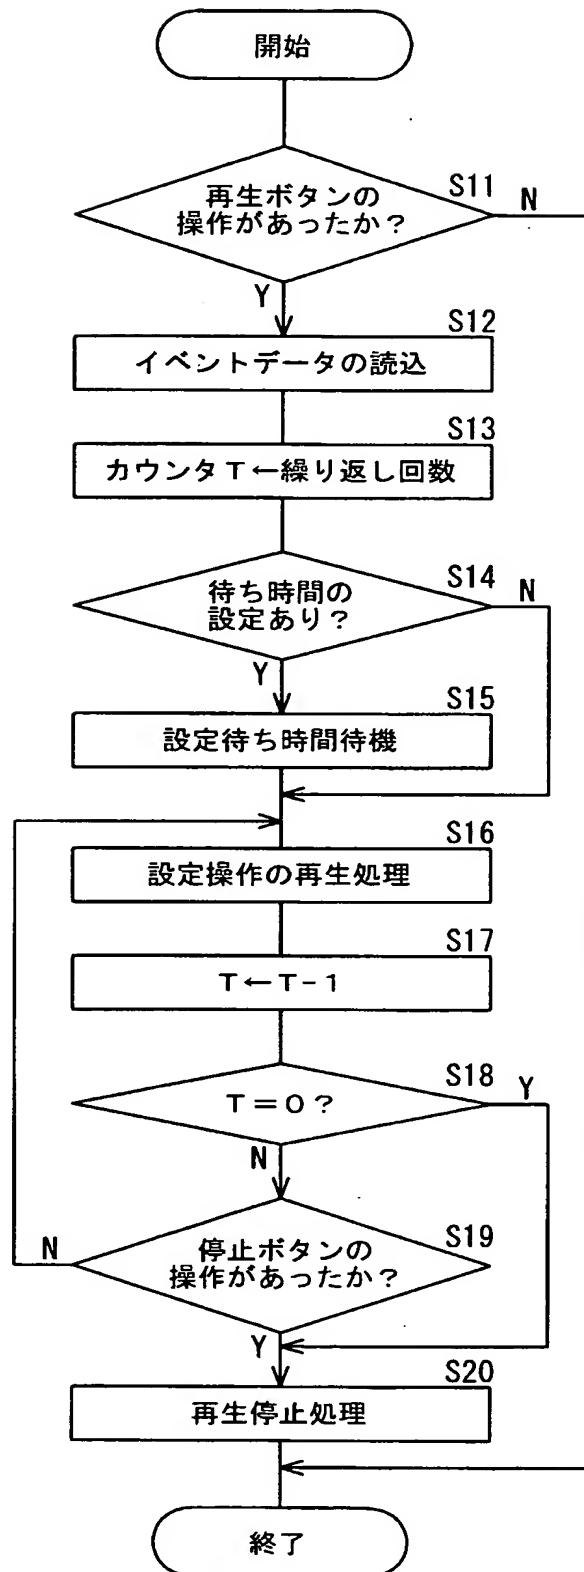 開始
再生ボタンの
操作があったか？
S11
N
Y
S12
イベントデータの読込
S13
カウンタT←繰り返し回数
待ち時間の
設定あり？
S14
N
Y
S15
設定待ち時間待機
S16
設定操作の再生処理
S17
T←T-1
S18
T=0？
Y
N
停止ボタンの
操作があったか？
S19
N
Y
S20
再生停止処理
終了